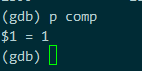 (gdb) p comp
$1 = 1
(gdb)